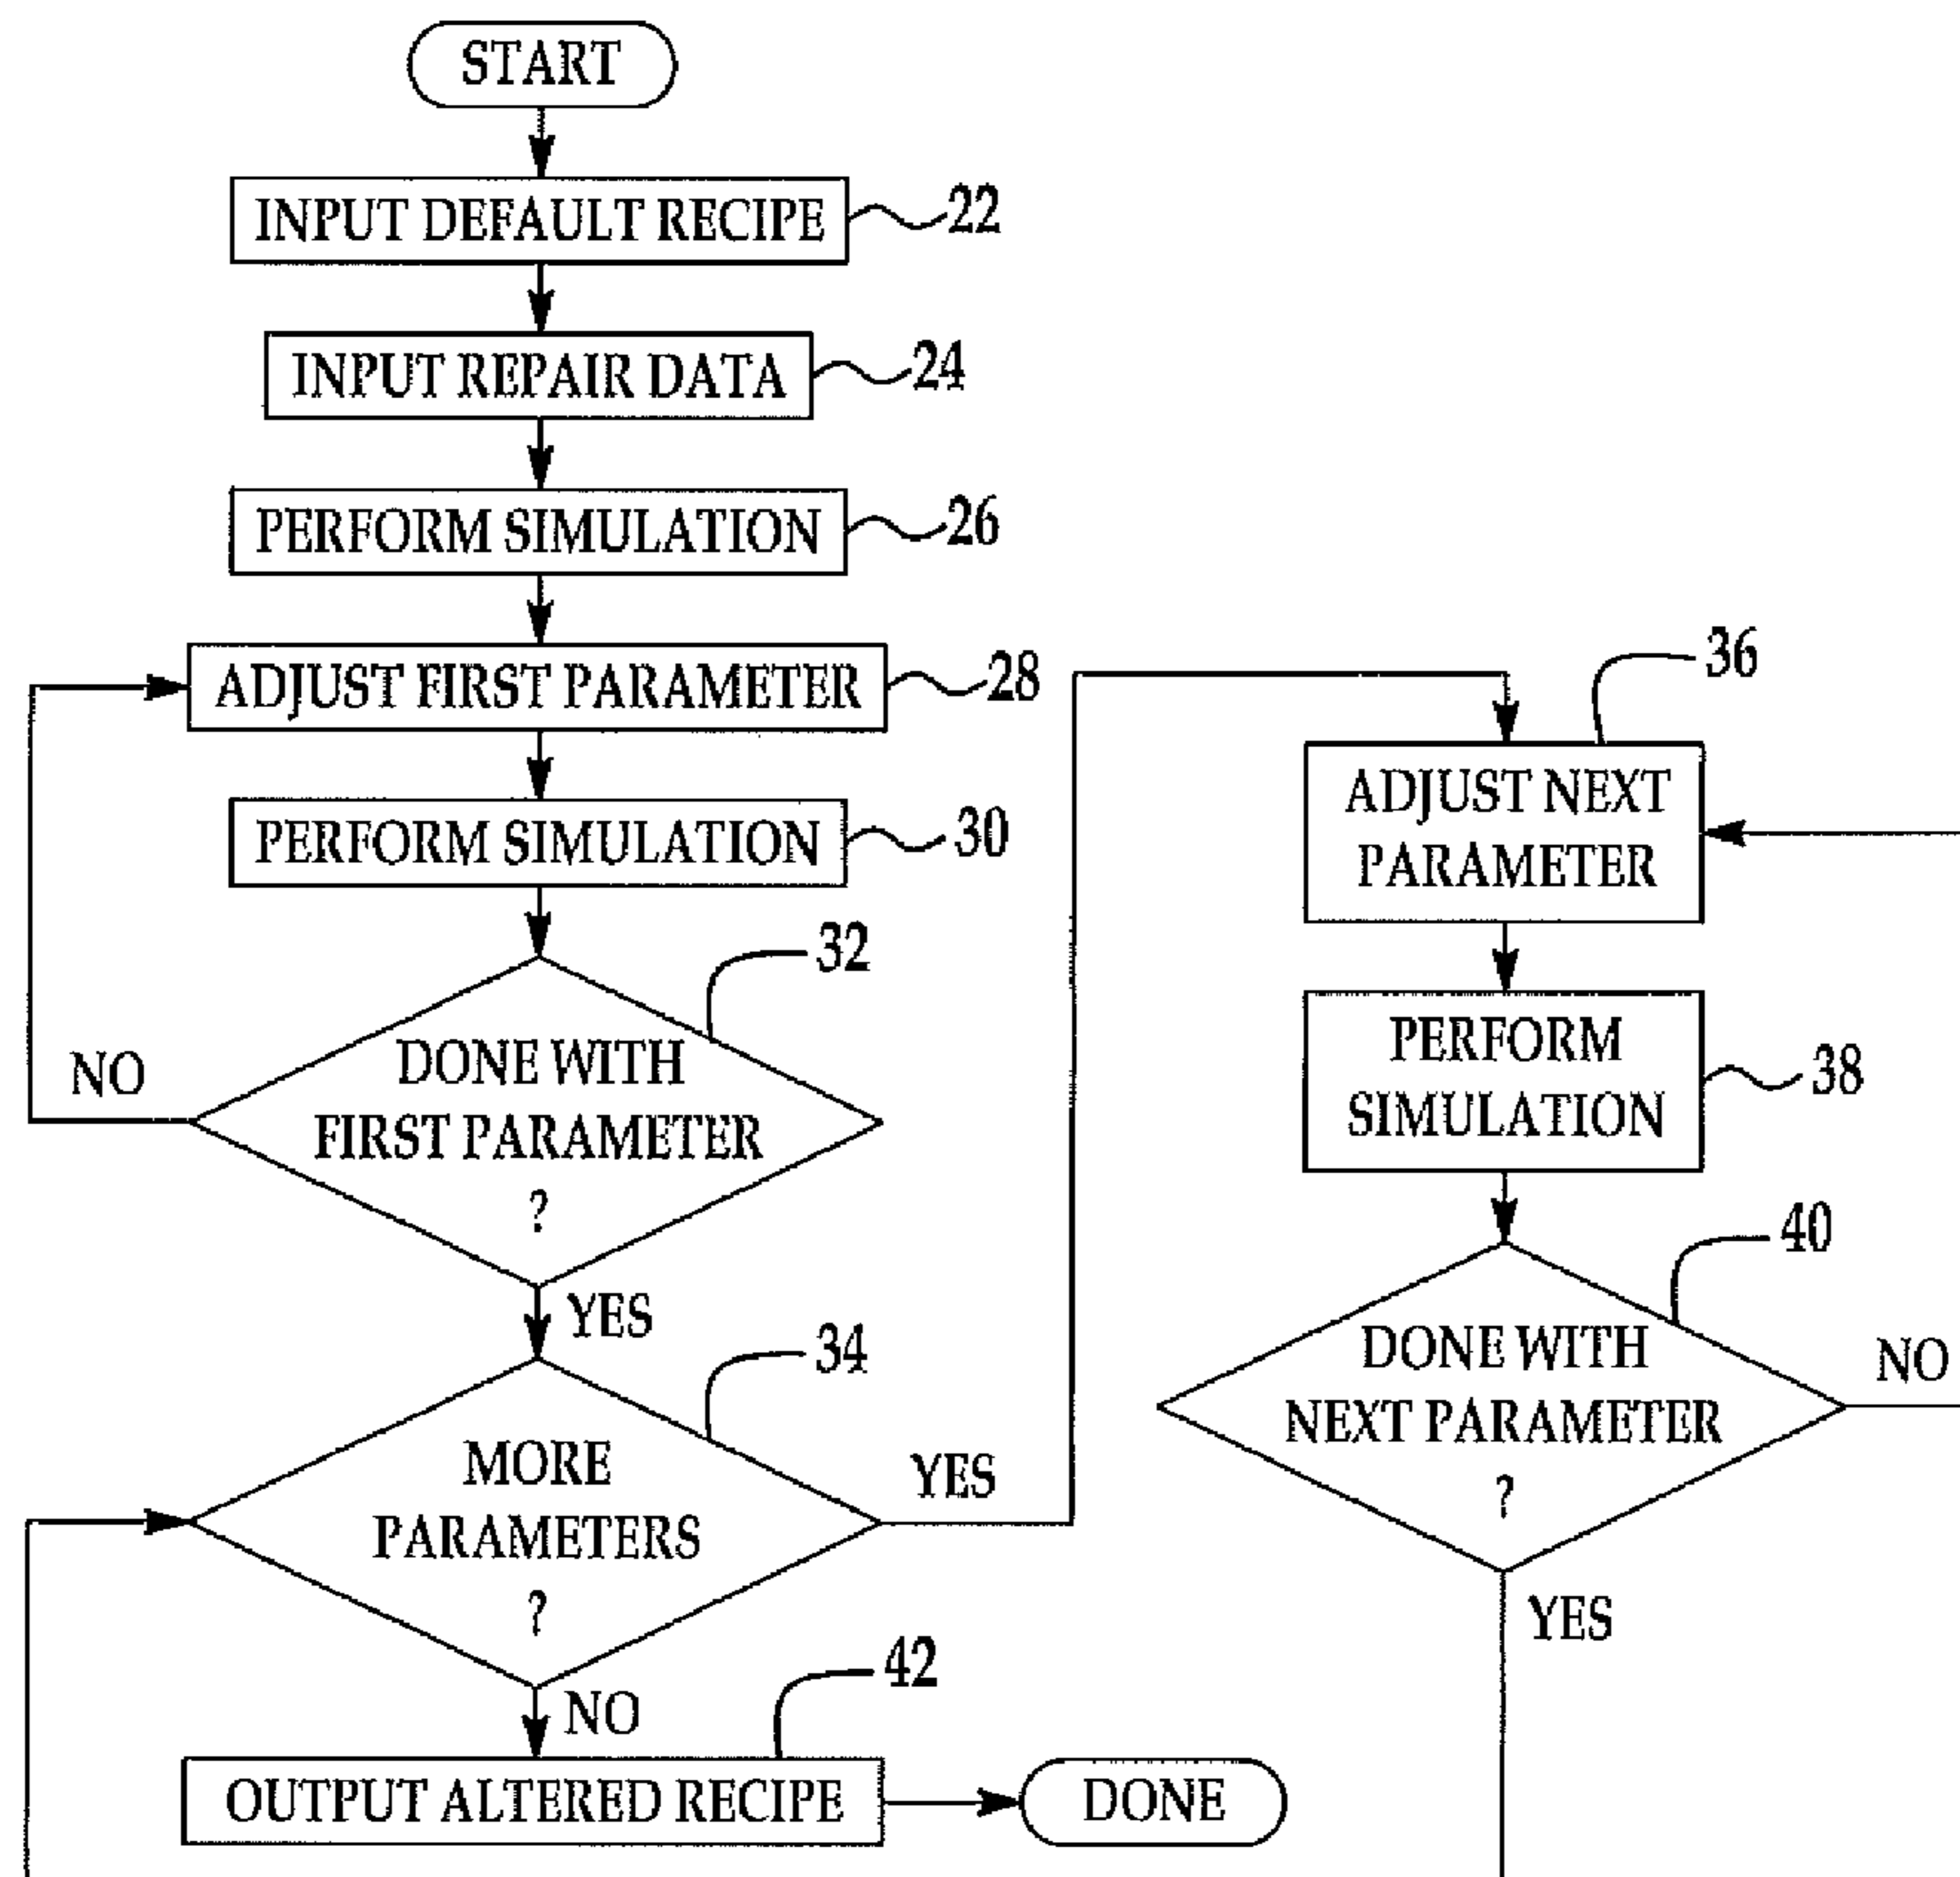 START
INPUT DEFAULT RECIPE
22
INPUT REPAIR DATA
24
PERFORM SIMULATION
26
ADJUST FIRST PARAMETER
28
PERFORM SIMULATION
30
32
DONE WITH
FIRST PARAMETER
?
NO
YES
34
MORE
PARAMETERS
?
YES
NO
42
OUTPUT ALTERED RECIPE
DONE
36
ADJUST NEXT
PARAMETER
PERFORM
SIMULATION
38
40
DONE WITH
NEXT PARAMETER
?
NO
YES